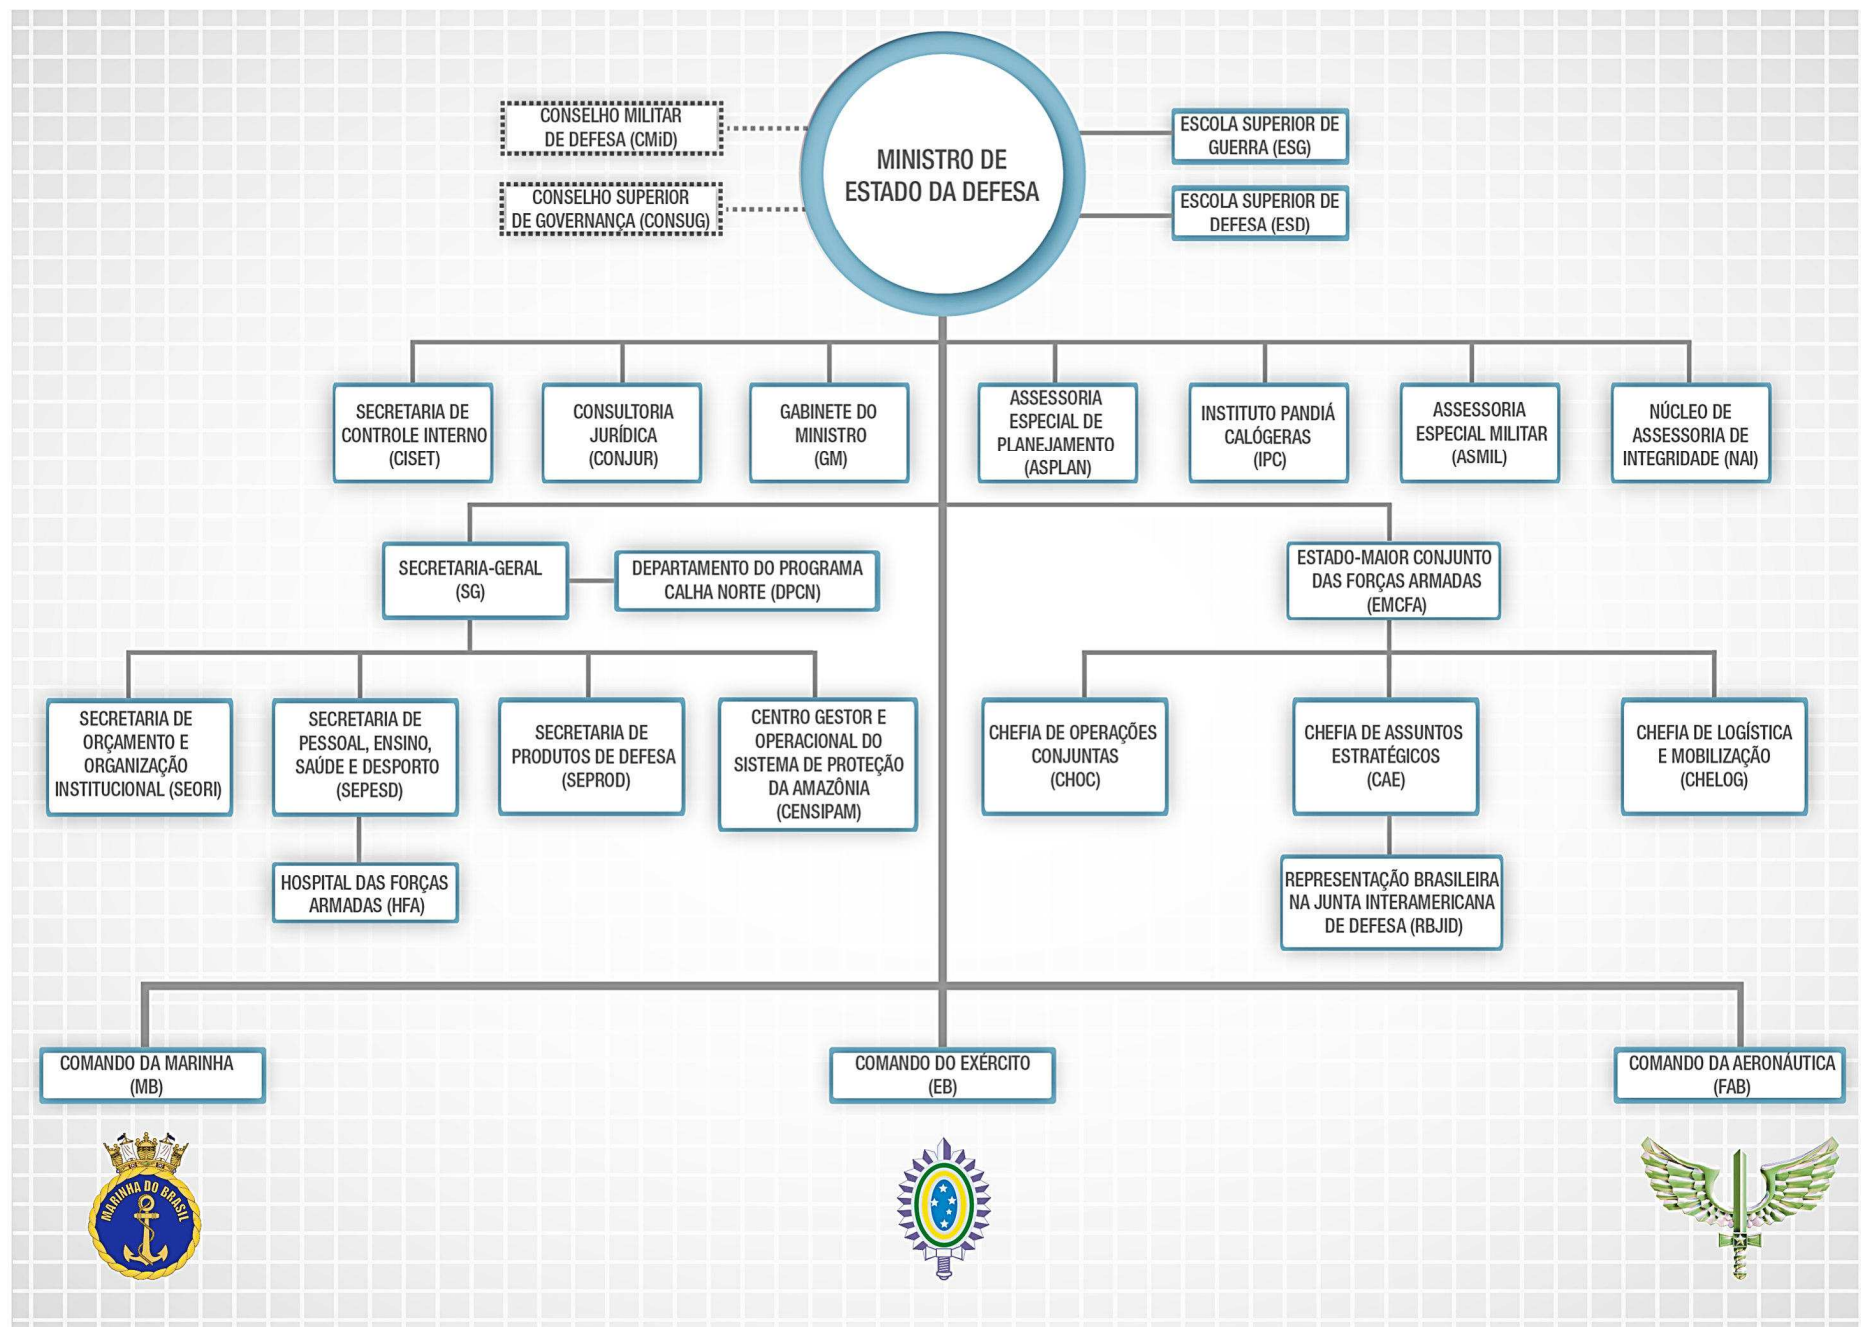 CONSELHO MILITAR
DE DEFESA (CMiD)
CONSELHO SUPERIOR
DE GOVERNANÇA (CONSUG)
MINISTRO DE
ESTADO DA DEFESA
ESCOLA SUPERIOR DE
GUERRA (ESG)
ESCOLA SUPERIOR DE
DEFESA (ESD)
SECRETARIA DE
CONTROLE INTERNO
(CISET)
CONSULTORIA
JURÍDICA
(CONJUR)
GABINETE DO
MINISTRO
(GM)
ASSESSORIA
ESPECIAL DE
PLANEJAMENTO
(ASPLAN)
INSTITUTO PANDIÁ
CALÓGERAS
(IPC)
ASSESSORIA
ESPECIAL MILITAR
(ASMIL)
NÚCLEO DE
ASSESSORIA DE
INTEGRIDADE (NAI)
SECRETARIA-GERAL
(SG)
DEPARTAMENTO DO PROGRAMA
CALHA NORTE (DPCN)
ESTADO-MAIOR CONJUNTO
DAS FORÇAS ARMADAS
(EMCFA)
SECRETARIA DE
ORÇAMENTO E
ORGANIZAÇÃO
INSTITUCIONAL (SEORI)
SECRETARIA DE
PESSOAL, ENSINO,
SAÚDE E DESPORTO
(SEPESD)
SECRETARIA DE
PRODUTOS DE DEFESA
(SEPROD)
CENTRO GESTOR E
OPERACIONAL DO
SISTEMA DE PROTEÇÃO
DA AMAZÔNIA
(CENSIPAM)
CHEFIA DE OPERAÇÕES
CONJUNTAS
(CHOC)
CHEFIA DE ASSUNTOS
ESTRATÉGICOS
(CAE)
CHEFIA DE LOGÍSTICA
E MOBILIZAÇÃO
(CHELOG)
HOSPITAL DAS FORÇAS
ARMADAS (HFA)
REPRESENTAÇÃO BRASILEIRA
NA JUNTA INTERAMERICANA
DE DEFESA (RBJID)
COMANDO DA MARINHA
(MB)
COMANDO DO EXÉRCITO
(EB)
COMANDO DA AERONÁUTICA
(FAB)
MARINHA DO BRASIL